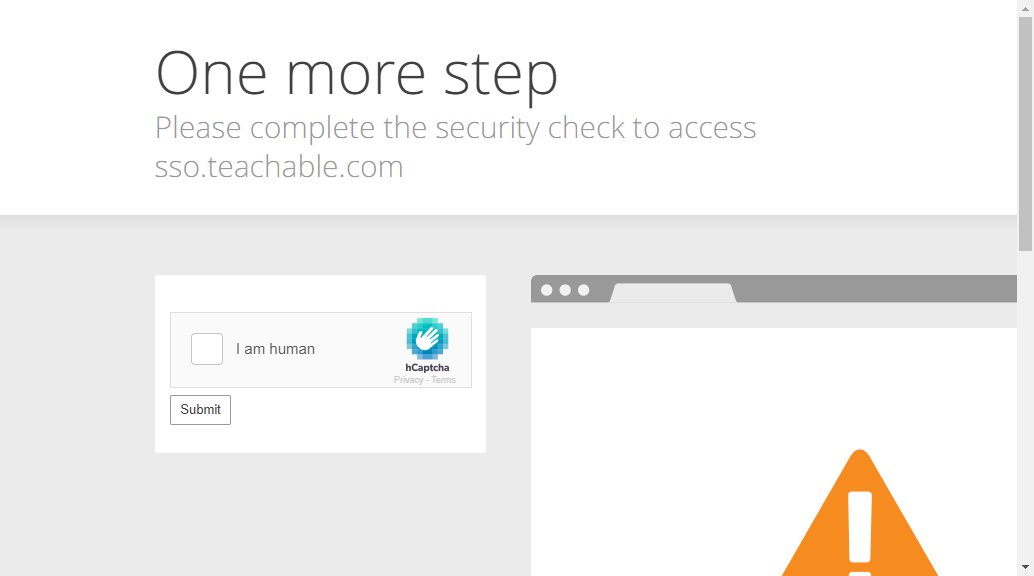 One more step
Please complete the security check to access
sso.teachable.com
I am human
hCaptcha
Privacy - Terms
Submit